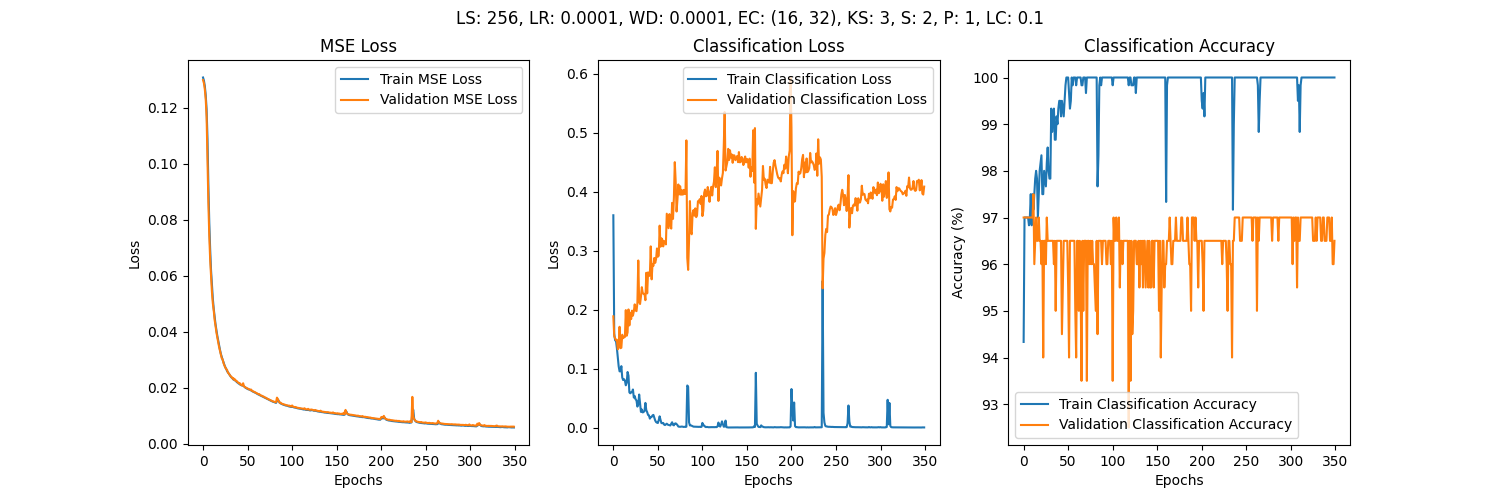 LS: 256, LR: 0.0001, WD: 0.0001, EC: (16, 32), KS: 3, S: 2, P: 1, LC: 0.1
MSE Loss
Train MSE Loss
Validation MSE Loss
Loss
0.12
0.10
0.08
0.06
0.04
0.02
0.00
0 50 100 150 200 250 300 350
Epochs
Classification Loss
Train Classification Loss
Validation Classification Loss
Loss
0.6
0.5
0.4
0.3
0.2
0.1
0.0
0 50 100 150 200 250 300 350
Epochs
Classification Accuracy
Accuracy (%)
100
99
98
97
96
95
94
93
Train Classification Accuracy
Validation Classification Accuracy
0 50 100 150 200 250 300 350
Epochs